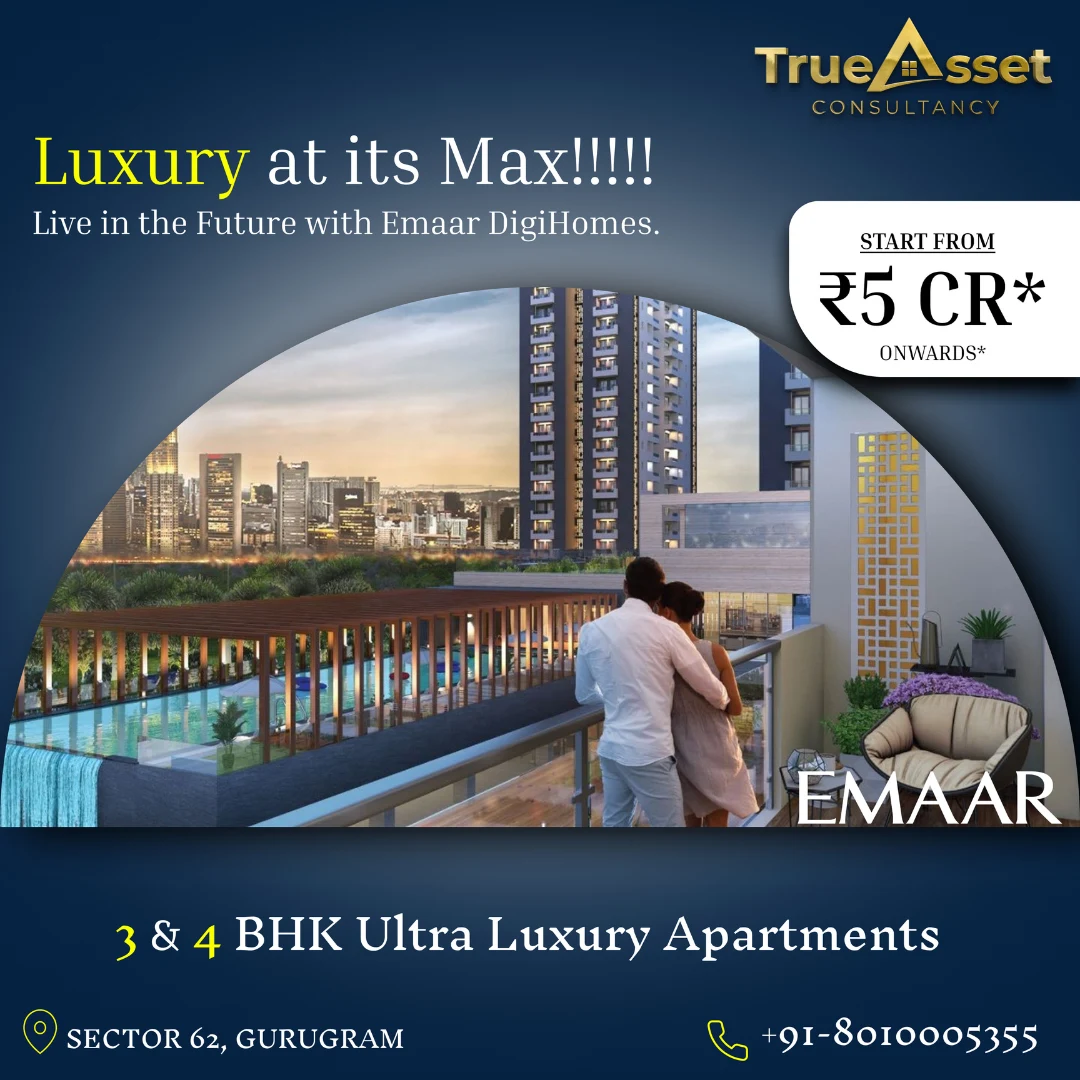 TrueAsset
CONSULTANCY
Luxury at its Max!!!!!
Live in the Future with Emaar DigiHomes.
START FROM
₹5 CR*
ONWARDS*
EMAAR
3 & 4 BHK Ultra Luxury Apartments
SECTOR 62, GURUGRAM
+91-8010005355